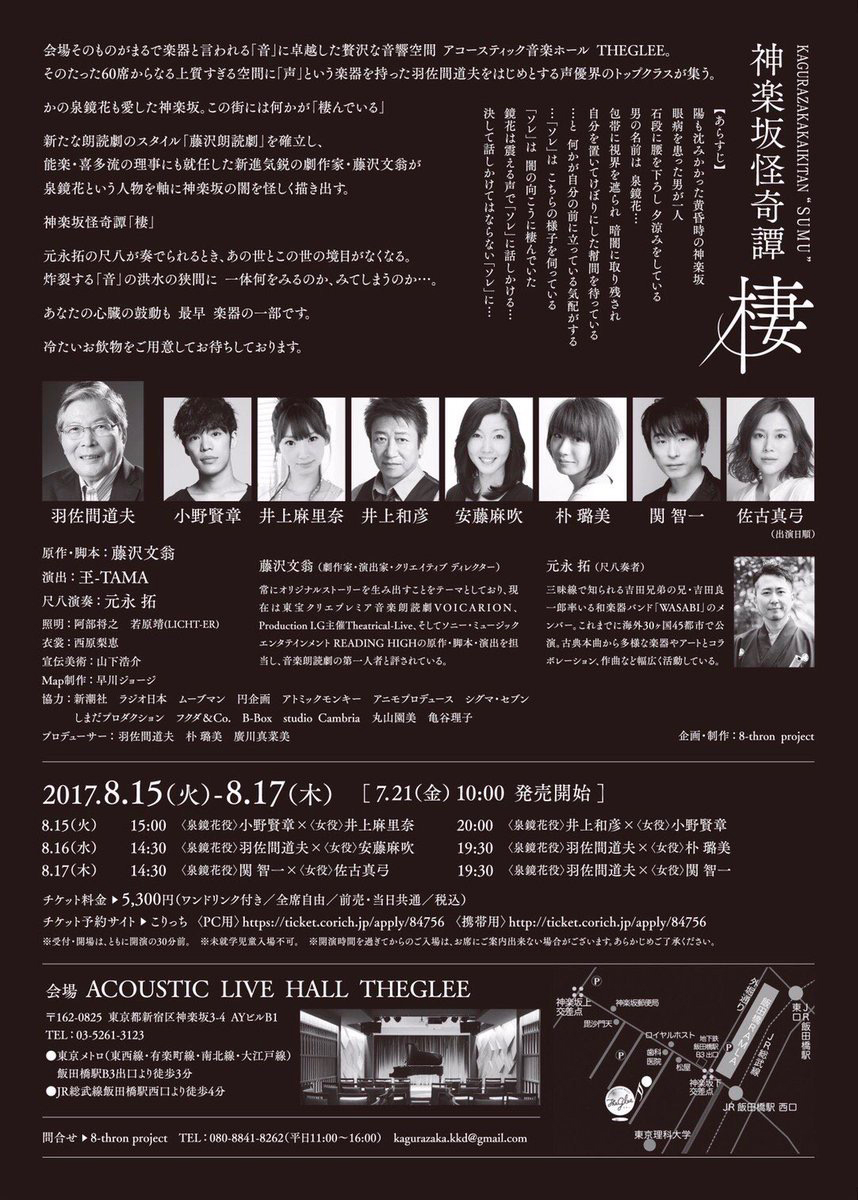 KAGURAZAKAKAIKITAN “SUMU”
神楽坂怪奇譚
棲
【あらすじ】
陽も沈みかかった黄昏時の神楽坂
眼病を患った男が一人
石段に腰を下ろし 夕涼みをしている
男の名前は 泉鏡花…
包帯に視界を遮られ 暗闇に取り残され
自分を置いてけばりにした射間を待っている
…と 何かが自分の前に立っている気配がする
…「ソレ」は こちらの様子を伺っている
「ソレ」は 闇の向こうに棲んでいた
鏡花は震える声で「ソレ」に話しかける…
決して話しかけてはならない「ソレ」に…
会場そのものがまるで楽器と言われる「音」に卓越した贅沢な音響空間 アコースティック音楽ホール THEGLEE。
そのたった60席からなる上質すぎる空間に「声」という楽器を持った羽佐間道夫をはじめとする声優界のトップクラスが集う。
かの泉鏡花も愛した神楽坂。この街には何かが「棲んでいる」
新たな朗読劇のスタイル「藤沢朗読劇」を確立し、
能楽・喜多流の理事にも就任した新進気鋭の劇作家・藤沢文翁が
泉鏡花という人物を軸に神楽坂の闇を怪しく描き出す。
神楽坂怪奇譚「棲」
元永拓の尺八が奏でられるとき、あの世とこの世の境目がなくなる。
炸裂する「音」の洪水の狭間に 一体何をみるのか、みてしまうのか…。
あなたの心臓の鼓動も 最早 楽器の一部です。
冷たいお飲物をご用意してお待ちしております。
羽佐間道夫 小野賢章 井上麻里奈 井上和彦 安藤麻吹 朴 璐美 関 智一 佐古真弓
(出演日順)
原作・脚本:藤沢文翁
演出:王-TAMA
尺八演奏:元永 拓
照明:阿部将之 若原靖(LICHT-ER)
衣裳:西原梨恵
宣伝美術:山下浩介
Map制作:早川ジョージ
協力:新潮社 ラジオ日本 ムーブマン 円企画 アトミックモンキー アニモプロデュース シグマ・セブン
しまだプロダクション フクダ&Co. B-Box studio Cambria 丸山園美 亀谷理子
プロデューサー:羽佐間道夫 朴 璐美 廣川真菜美
藤沢文翁(劇作家・演出家・クリエイティブ ディレクター)
常にオリジナルストーリーを生み出すことをテーマとしており、現
在は東宝クリエプレミア音楽朗読劇VOICARION、
Production I.G主催Theatrical-Live、そしてソニー・ミュージック
エンタテインメント READING HIGHの原作・脚本・演出を担
当し、音楽朗読劇の第一人者と評されている。
元永 拓(尺八奏者)
三味線で知られる吉田兄弟の兄・吉田良
一郎率いる和楽器バンド「WASABI」のメ
ンバー。これまでに海外30ヶ国45都市で公
演。古典本曲から多様な楽器やアートとコラ
ボレーション、作曲など幅広く活動している。
企画・制作:8-thron project
2017.8.15(火)-8.17(木) [ 7.21(金) 10:00 発売開始 ]
8.15(火) 15:00 〈泉鏡花役〉小野賢章×〈女役〉井上麻里奈 20:00 〈泉鏡花役〉井上和彦×〈女役〉小野賢章
8.16(水) 14:30 〈泉鏡花役〉羽佐間道夫×〈女役〉安藤麻吹 19:30 〈泉鏡花役〉羽佐間道夫×〈女役〉朴 璐美
8.17(木) 14:30 〈泉鏡花役〉関 智一×〈女役〉佐古真弓 19:30 〈泉鏡花役〉羽佐間道夫×〈女役〉関 智一
チケット料金▶5,300円(ワンドリンク付き/全席自由/前売・当日共通/税込)
チケット予約サイト▶こりっち 〈PC用〉https://ticket.corich.jp/apply/84756 〈携帯用〉http://ticket.corich.jp/apply/84756
※受付・開場は、ともに開演の30分前。 ※未就学児童入場不可。 ※開演時間を過ぎてからのご入場は、お席にご案内出来ない場合がございます。あらかじめご了承ください。
会場 ACOUSTIC LIVE HALL THEGLEE
〒162-0825 東京都新宿区神楽坂3-4 AYビルB1
TEL:03-5261-3123
●東京メトロ(東西線・有楽町線・南北線・大江戸線)
飯田橋駅B3出口より徒歩3分
●JR総武線飯田橋駅西口より徒歩4分
問合せ▶8-thron project TEL:080-8841-8262(平日11:00〜16:00) kagurazaka.kkd@gmail.com
神楽坂上
交差点
P
神楽坂郵便局
毘沙門天
ロイヤルホスト
歯科
医院
松屋
地下鉄
飯田橋駅
B3 出口
P
P
神楽坂下
交差点
外堀通り
飯田橋RAMLA
JR総武線
JR飯田橋駅
東口
JR 飯田橋駅 西口
TheGlee
東京理科大学